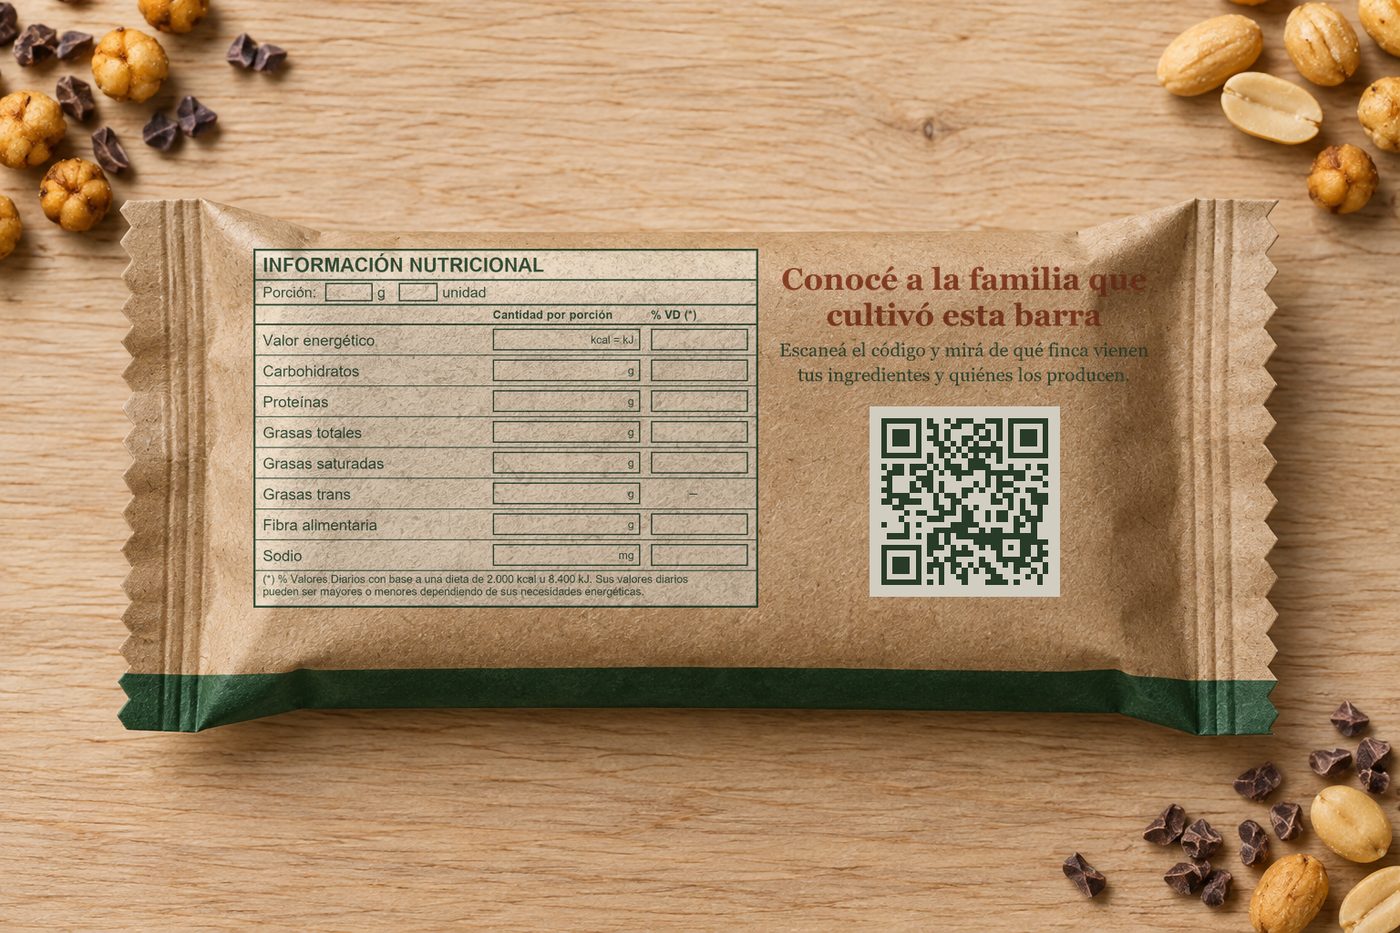 INFORMACIÓN NUTRICIONAL
Porción: g unidad
Cantidad por porción % VD (*)
Valor energético kcal = kJ
Carbohidratos g
Proteínas g
Grasas totales g
Grasas saturadas g
Grasas trans g –
Fibra alimentaria g
Sodio mg
(*) % Valores Diarios con base a una dieta de 2.000 kcal u 8.400 kJ. Sus valores diarios
pueden ser mayores o menores dependiendo de sus necesidades energéticas.
Conocé a la familia que
cultivó esta barra
Escaneá el código y mirá de qué finca vienen
tus ingredientes y quiénes los producen.